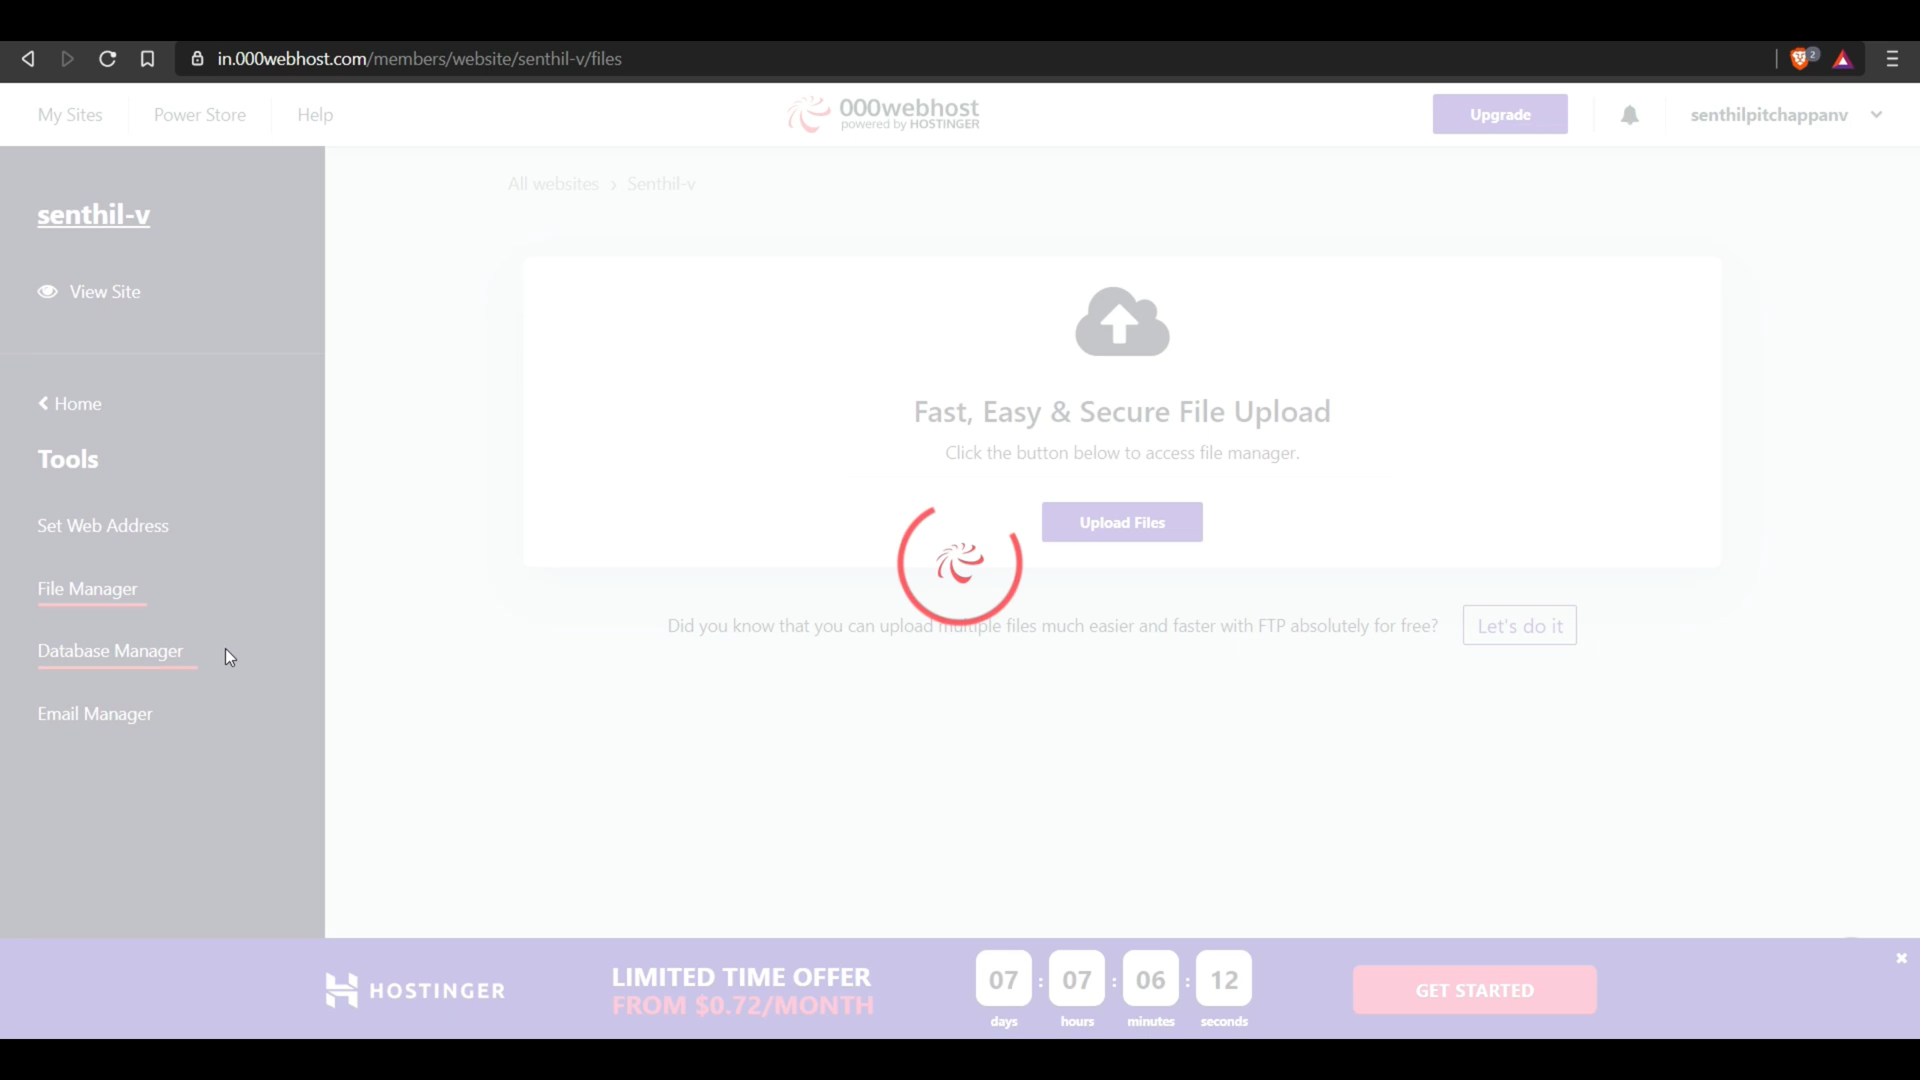 in.000webhost.com/members/website/senthil-v/files
2
My Sites
Power Store
Help
000webhost
powered by HOSTINGER
Upgrade
senthilpitchappanv
senthil-v
View Site
Home
Tools
Set Web Address
File Manager
Database Manager
Email Manager
All websites › Senthil-v
Fast, Easy & Secure File Upload
Click the button below to access file manager.
Upload Files
Did you know that you can upload multiple files much easier and faster with FTP absolutely for free?
Let's do it
HOSTINGER
LIMITED TIME OFFER
FROM $0.72/MONTH
07 : 07 : 06 : 12
days hours minutes seconds
GET STARTED